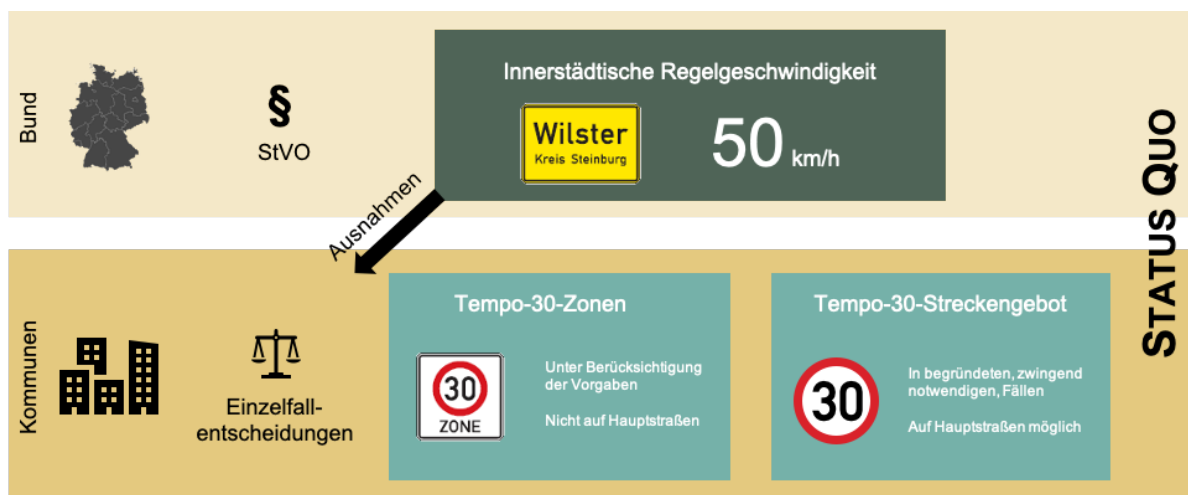 Bund
§
StVO
Innerstädtische Regelgeschwindigkeit
Wilster
Kreis Steinburg
50 km/h
Ausnahmen
STATUS QUO
Kommunen
Einzelfall-
entscheidungen
Tempo-30-Zonen
30
ZONE
Unter Berücksichtigung
der Vorgaben
Nicht auf Hauptstraßen
Tempo-30-Streckengebot
30
In begründeten, zwingend
notwendigen, Fällen
Auf Hauptstraßen möglich